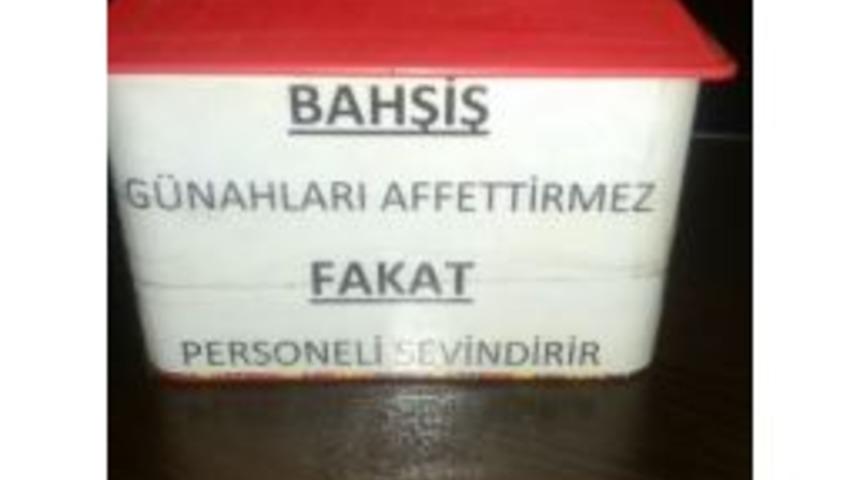 BAHŞİŞ
GÜNAHLARI AFFETTİRMEZ
FAKAT
PERSONELİ SEVİNDİRİR